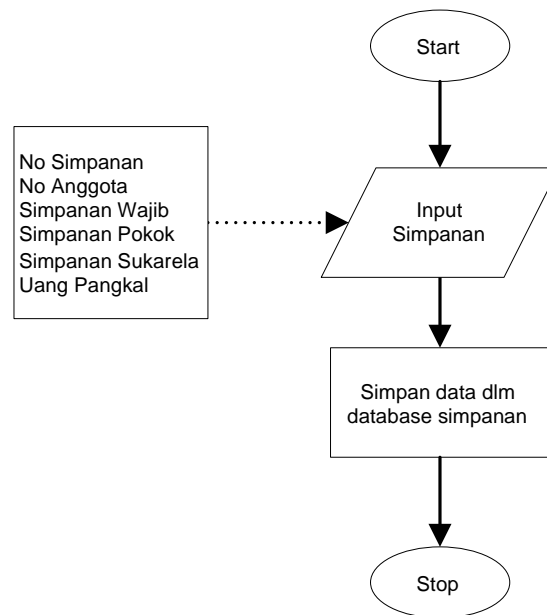 Start
No Simpanan
No Anggota
Simpanan Wajib
Simpanan Pokok
Simpanan Sukarela
Uang Pangkal
Input
Simpanan
Simpan data dlm
database simpanan
Stop